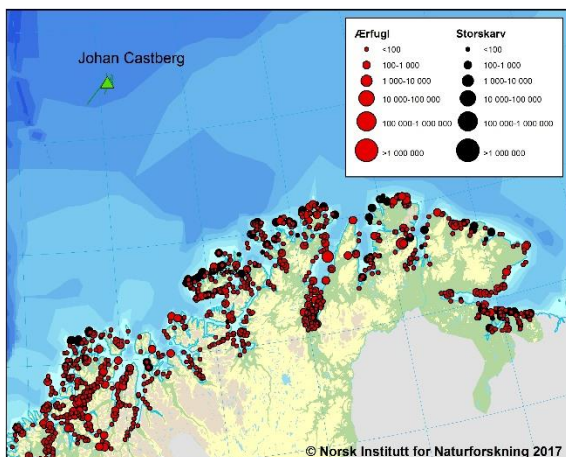 Johan Castberg
Ærfugl
<100
100-1 000
1 000-10 000
10 000-100 000
100 000-1 000 000
>1 000 000
Storskarv
<100
100-1 000
1 000-10 000
10 000-100 000
100 000-1 000 000
>1 000 000
© Norsk Institutt for Naturforskning 2017